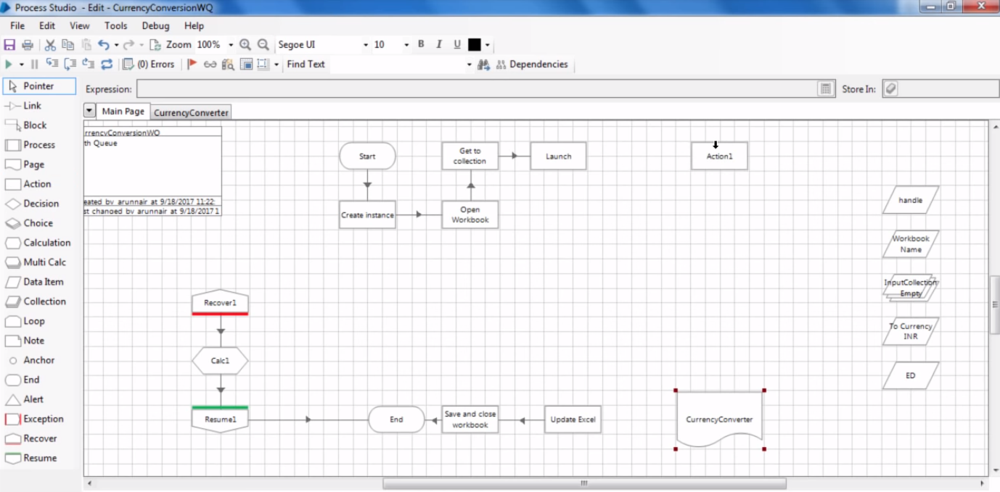 Process Studio - Edit - CurrencyConversionWQ
File Edit View Tools Debug Help
Zoom 100% Segoe UI 10 B I U
(0) Errors Find Text Dependencies
Pointer
Expression: Store In:
Link
Main Page CurrencyConverter
Block
Process
Page
Action
Decision
Choice
Calculation
Multi Calc
Data Item
Collection
Loop
Note
Anchor
End
Alert
Exception
Recover
Resume
rrencyConversionWQ
th Queue
eated by arunnair at 9/18/2017 11:22:
st changed by arunnair at 9/18/2017 1
Start
Get to
collection
Launch
Action1
Create instance
Open
Workbook
handle
Workbook
Name
InputCollection
Empty
To Currency
INR
ED
Recover1
Calc1
Resume1
End
Save and close
workbook
Update Excel
CurrencyConverter